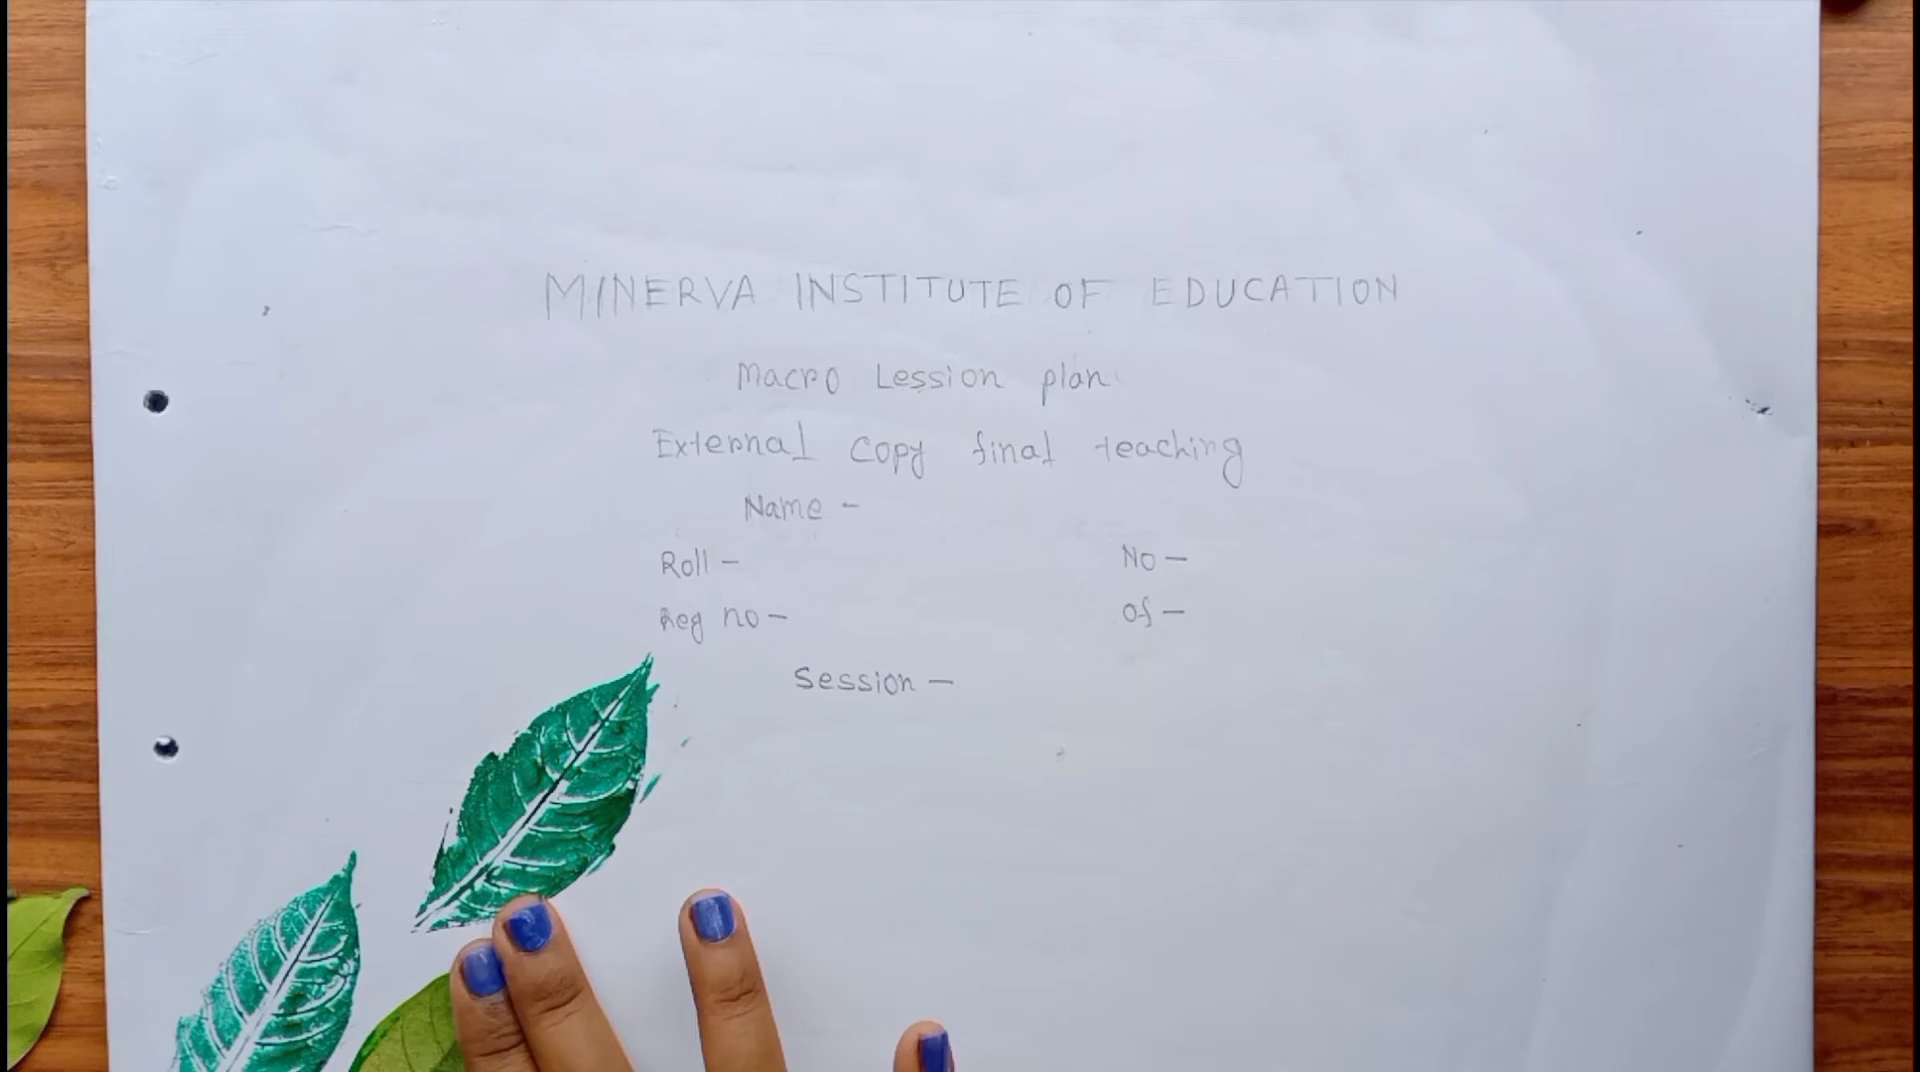 MINERVA INSTITUTE OF EDUCATION
Macro Lession plan
External copy final teaching
Name -
Roll - No -
Reg no - Of -
Session -